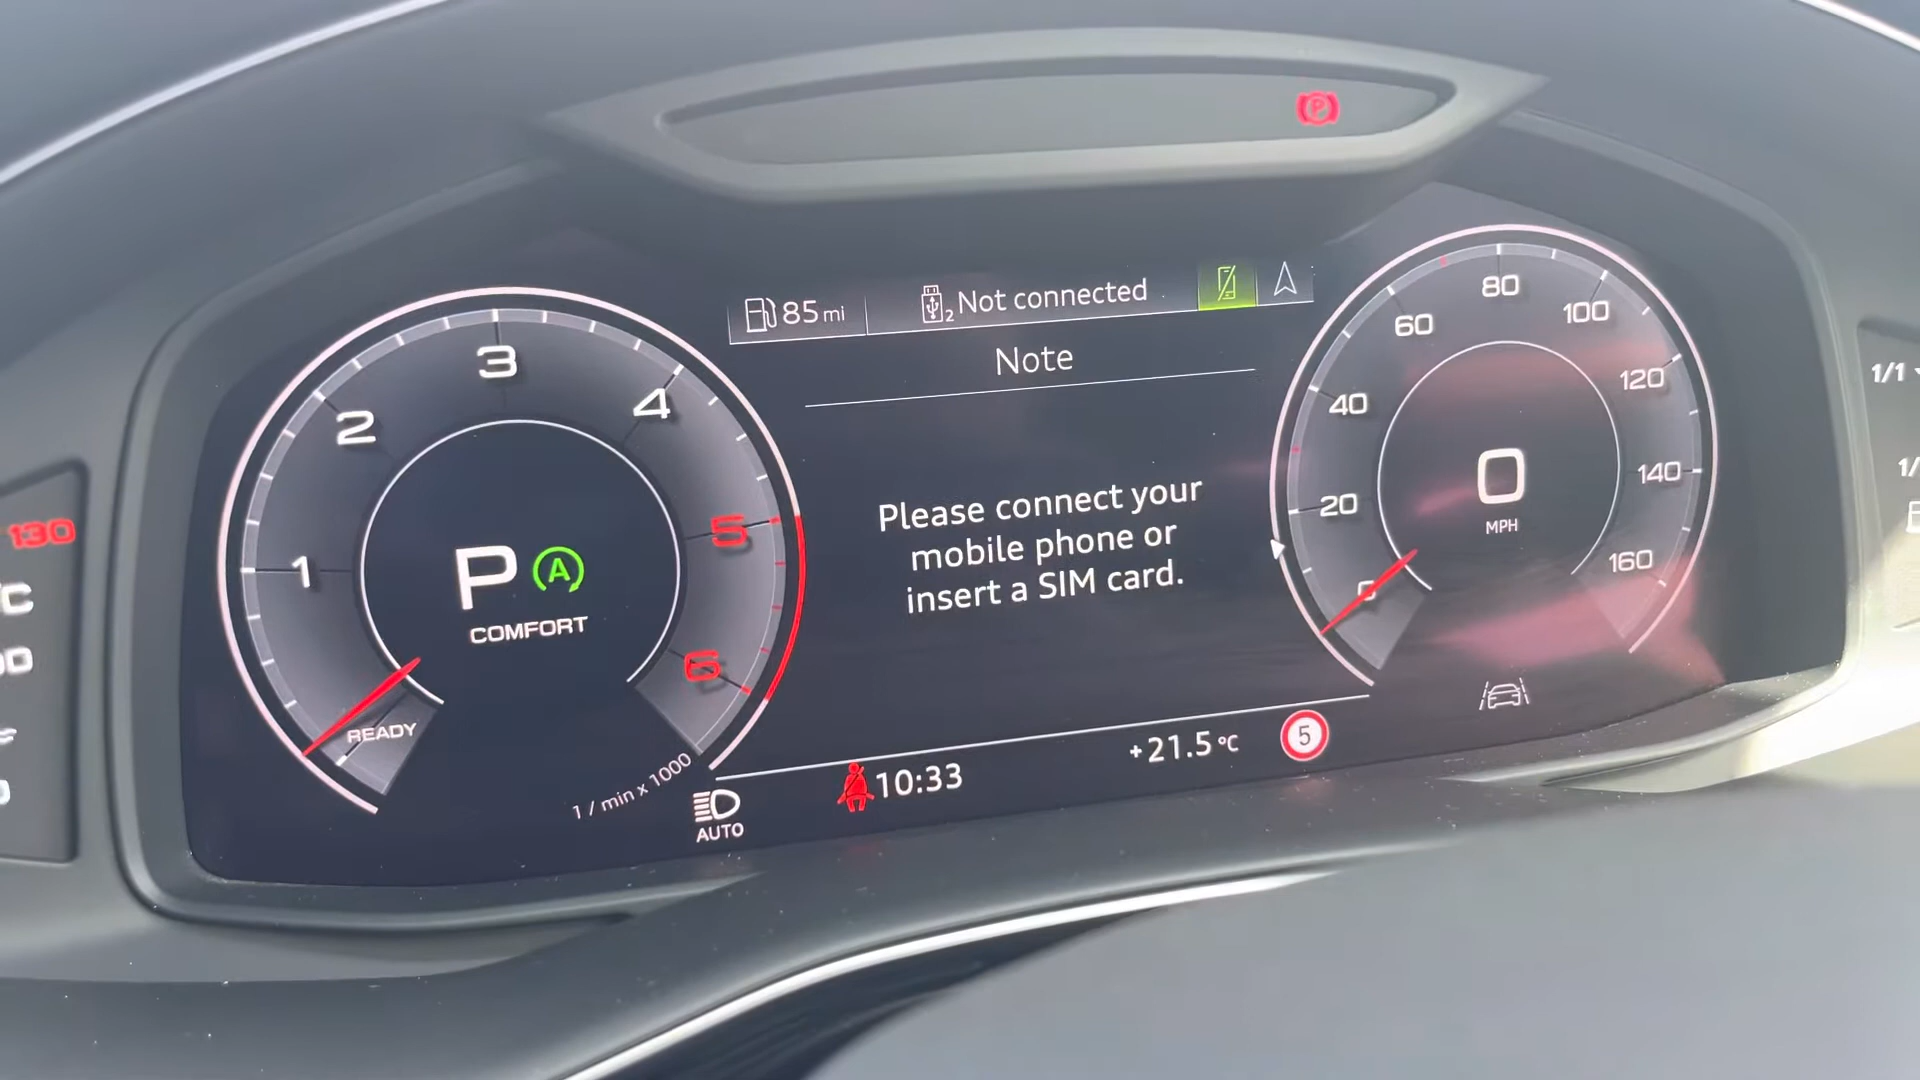 P
85 mi
2 Not connected
Note
Please connect your
mobile phone or
insert a SIM card.
1
2
3
4
5
6
READY
P A
COMFORT
1 / min x 1000
20
40
60
80
100
120
140
160
0
MPH
AUTO
10:33
+21.5 °C
5
130
1/1